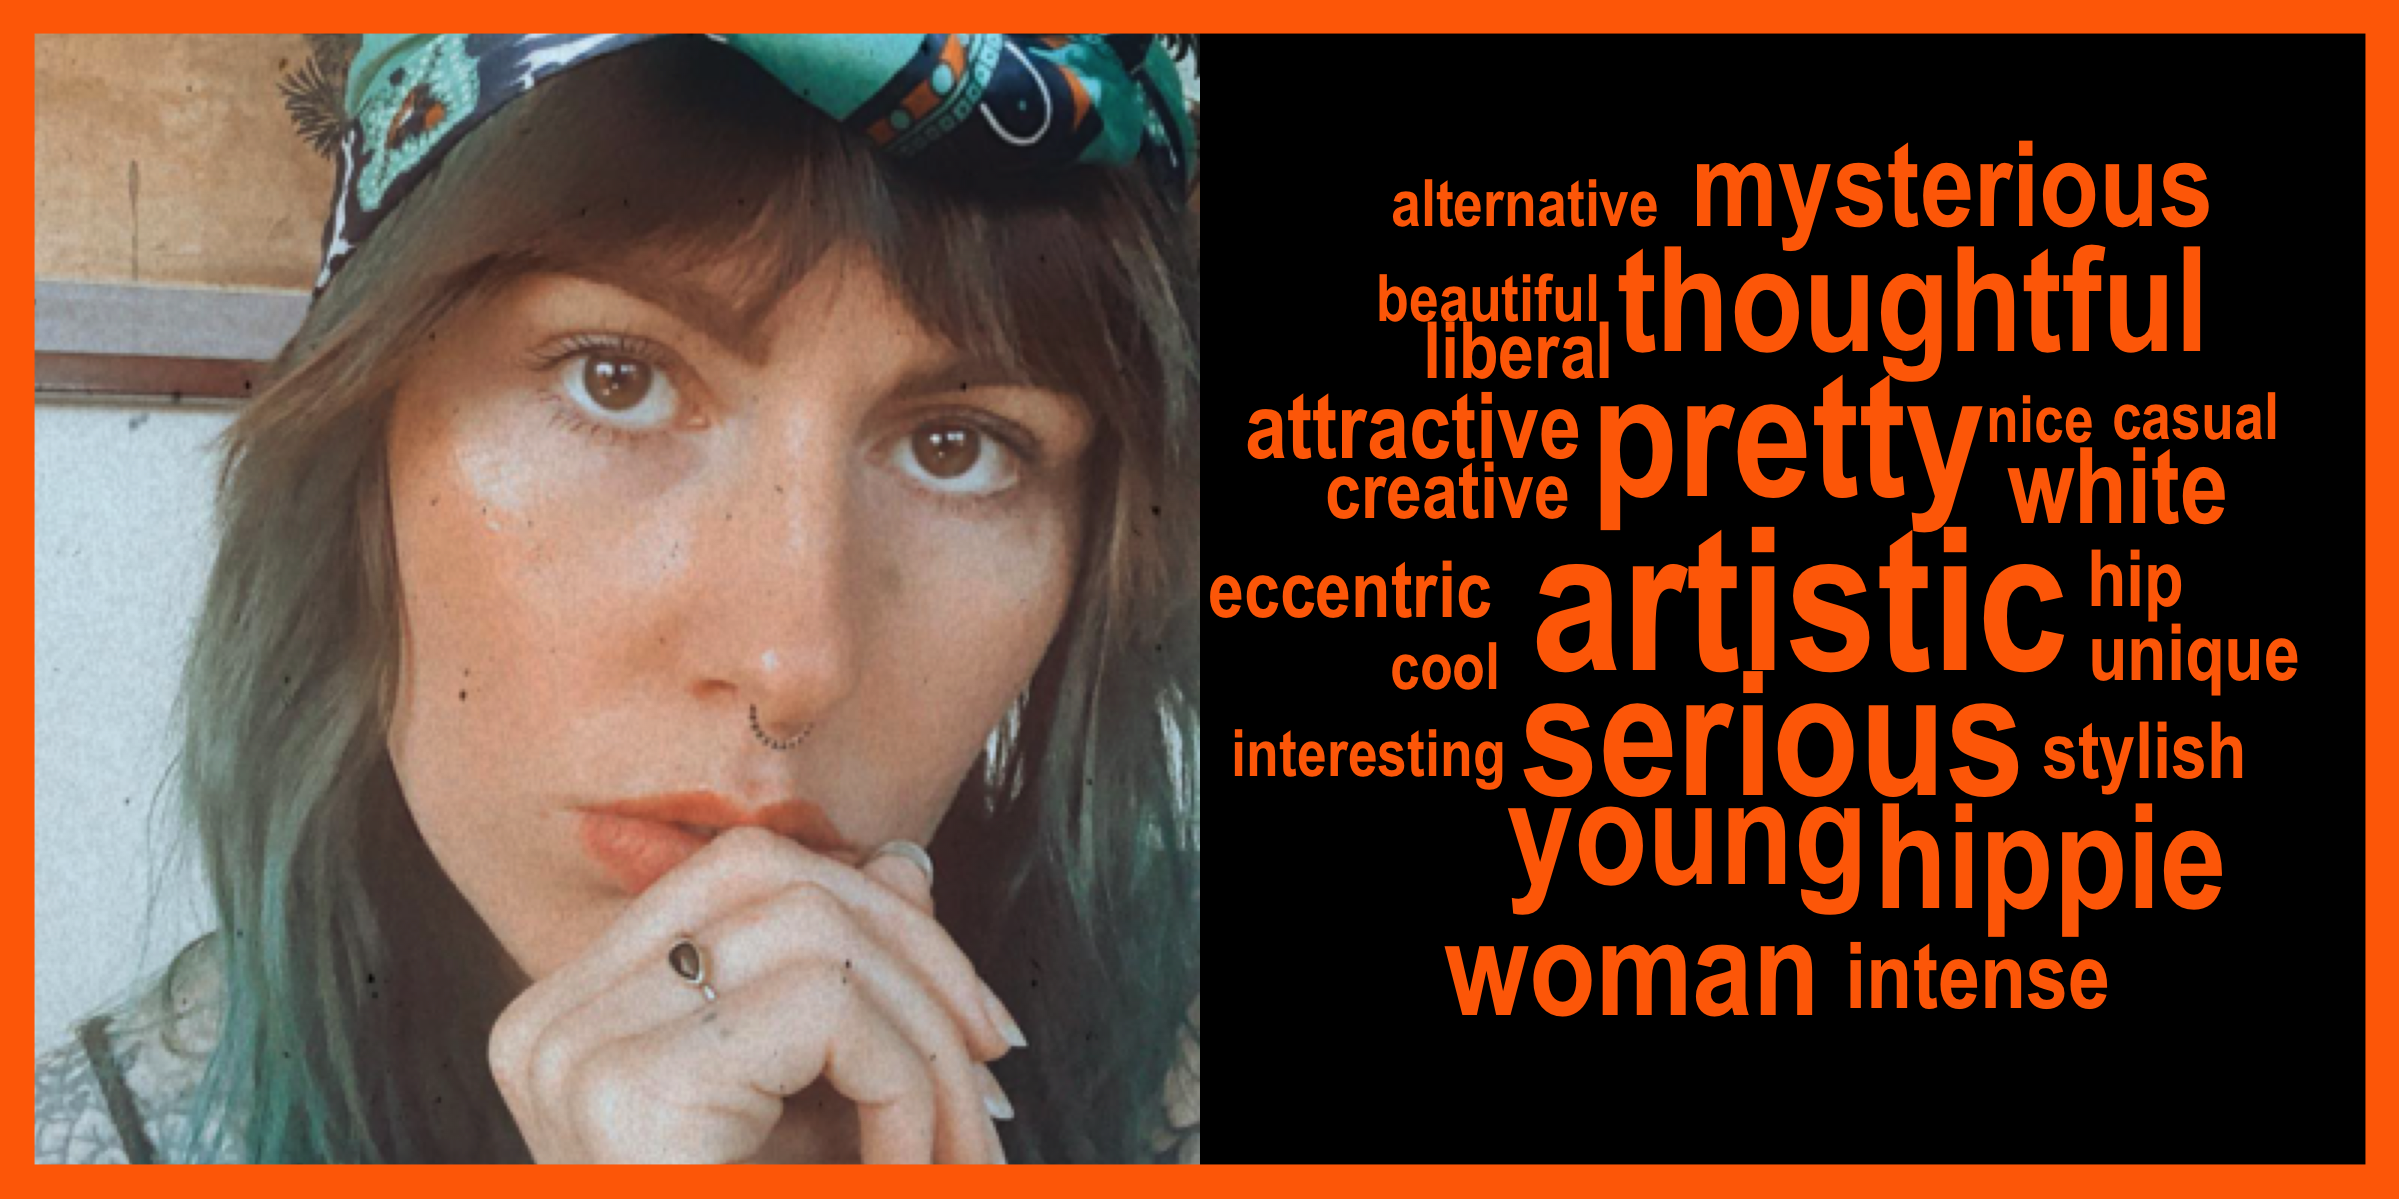 alternative mysterious
beautiful thoughtful
liberal
attractive pretty nice casual
creative white
eccentric artistic hip
cool unique
interesting serious stylish
young hippie
woman intense